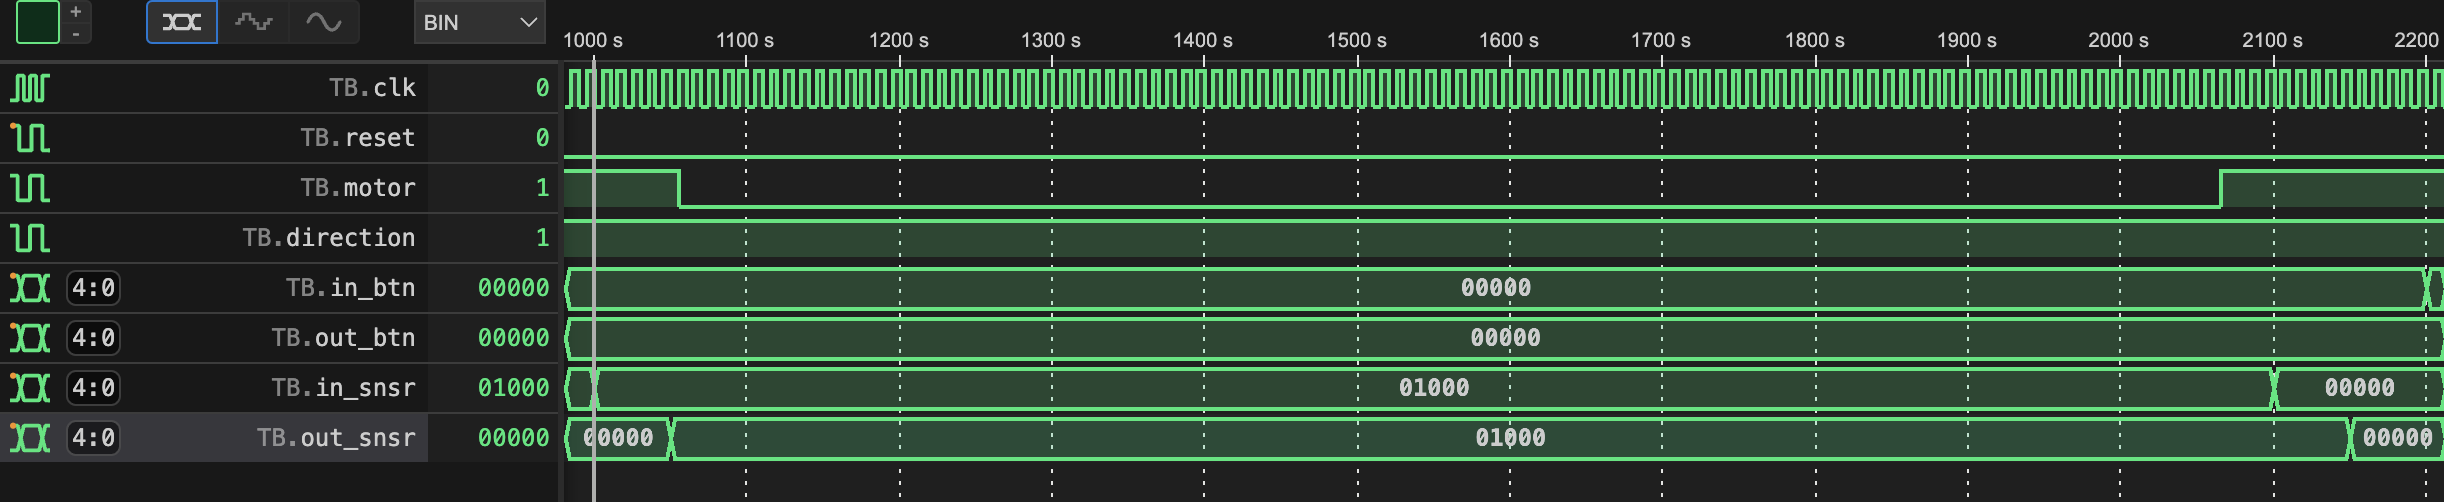 +
-
BIN
1000 s 1100 s 1200 s 1300 s 1400 s 1500 s 1600 s 1700 s 1800 s 1900 s 2000 s 2100 s 2200
TB.clk 0
TB.reset 0
TB.motor 1
TB.direction 1
4:0 TB.in_btn 00000 00000
4:0 TB.out_btn 00000 00000
4:0 TB.in_snsr 01000 01000 00000
4:0 TB.out_snsr 00000 00000 01000 00000